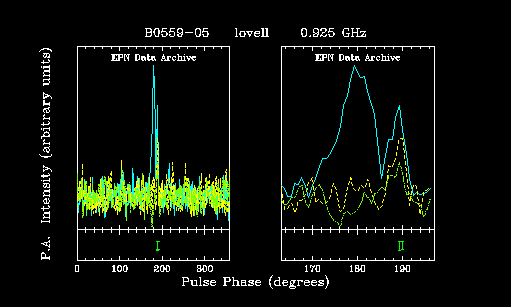 B0559-05 lovell 0.925 GHz
EPN Data Archive EPN Data Archive
P.A. Intensity (arbitrary units)
0 100 200 300 170 180 190
Pulse Phase (degrees)